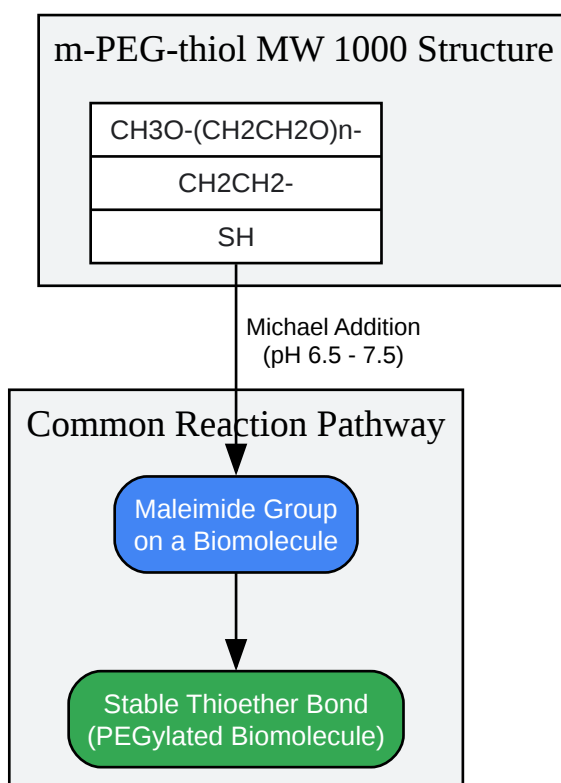 m-PEG-thiol MW 1000 Structure
CH3O-(CH2CH2O)n-
CH2CH2-
SH
Michael Addition
(pH 6.5 - 7.5)
Common Reaction Pathway
Maleimide Group
on a Biomolecule
Stable Thioether Bond
(PEGylated Biomolecule)